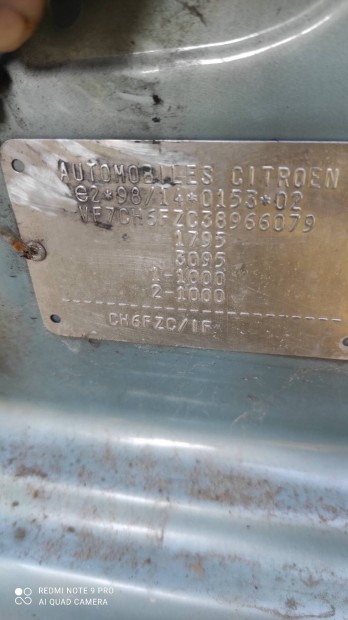 AUTOMOBILES CITROEN
e2*98/14*0153*02
VF7CH6FZC38966079
1795
3095
1-1000
2-1000
CH6FZC/IF
REDMI NOTE 9 PRO
AI QUAD CAMERA